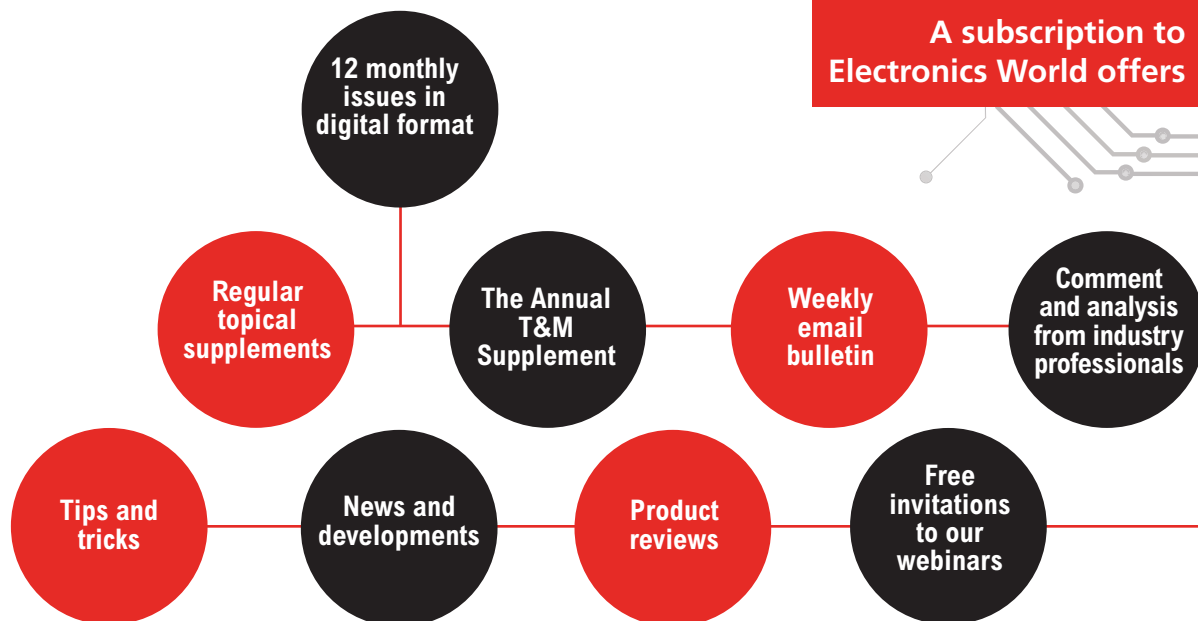 A subscription to
Electronics World offers
12 monthly
issues in
digital format
Regular
topical
supplements
The Annual
T&M
Supplement
Weekly
email
bulletin
Comment
and analysis
from industry
professionals
Tips and
tricks
News and
developments
Product
reviews
Free
invitations
to our
webinars